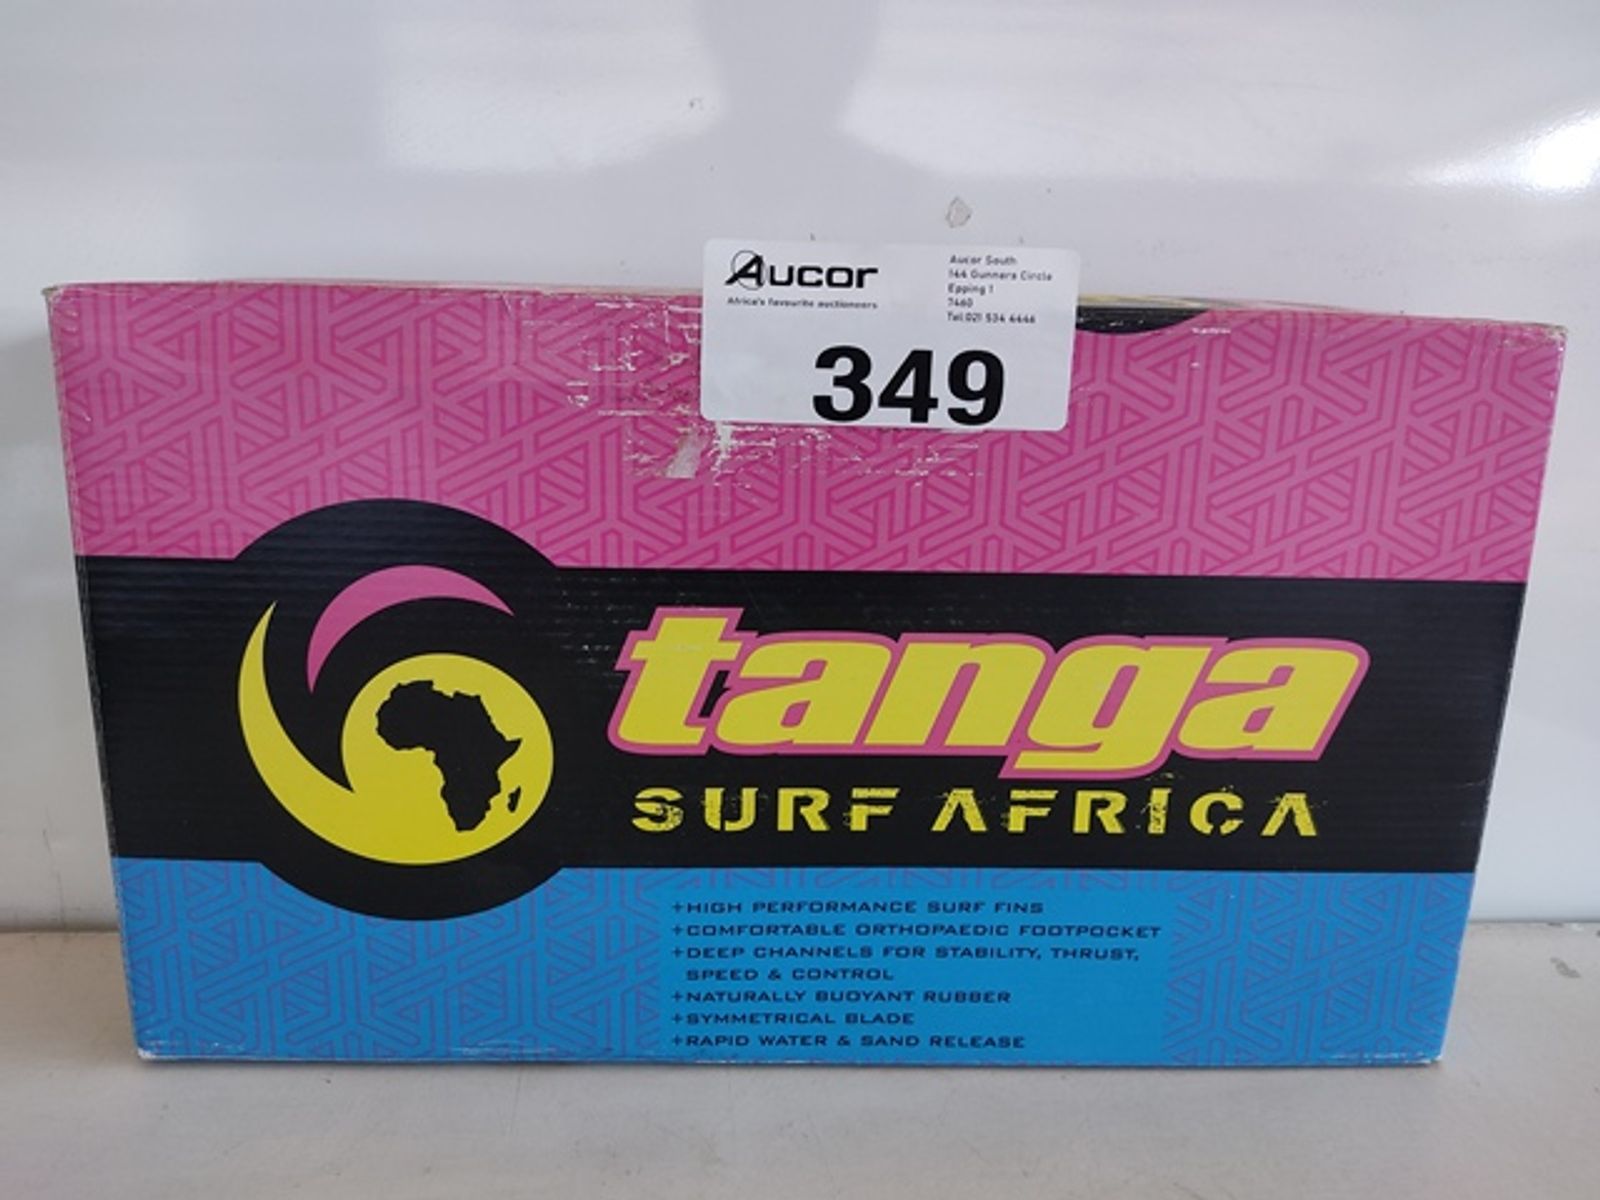 Aucor
Africa's favourite auctioneers
Aucor South
144 Gunners Circle
Epping 1
7460
Tel:021 534 4446
349
tanga
SURF AFRICA
+HIGH PERFORMANCE SURF FINS
+COMFORTABLE ORTHOPAEDIC FOOTPOCKET
+DEEP CHANNELS FOR STABILITY, THRUST,
SPEED & CONTROL
+NATURALLY BUOYANT RUBBER
+SYMMETRICAL BLADE
+RAPID WATER & SAND RELEASE